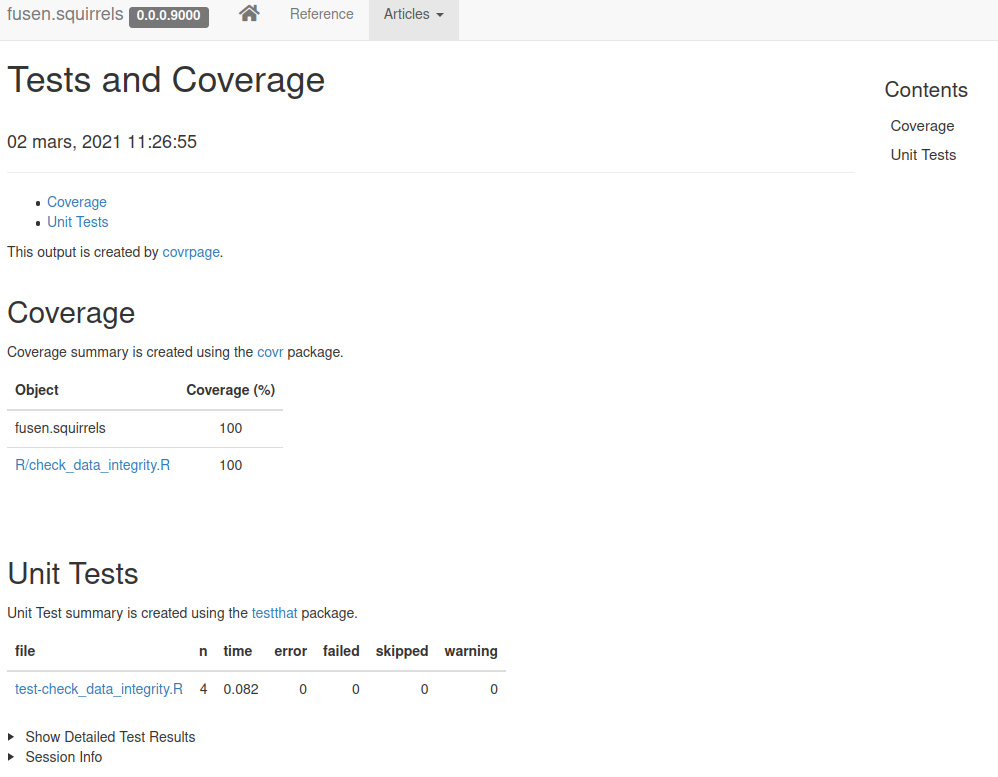 fusen.squirrels 0.0.0.9000 Reference Articles
Tests and Coverage
02 mars, 2021 11:26:55
Coverage
Unit Tests
This output is created by covrpage.
Coverage
Coverage summary is created using the covr package.
Object Coverage (%)
fusen.squirrels 100
R/check_data_integrity.R 100
Unit Tests
Unit Test summary is created using the testthat package.
file n time error failed skipped warning
test-check_data_integrity.R 4 0.082 0 0 0 0
Show Detailed Test Results
Session Info
Contents
Coverage
Unit Tests